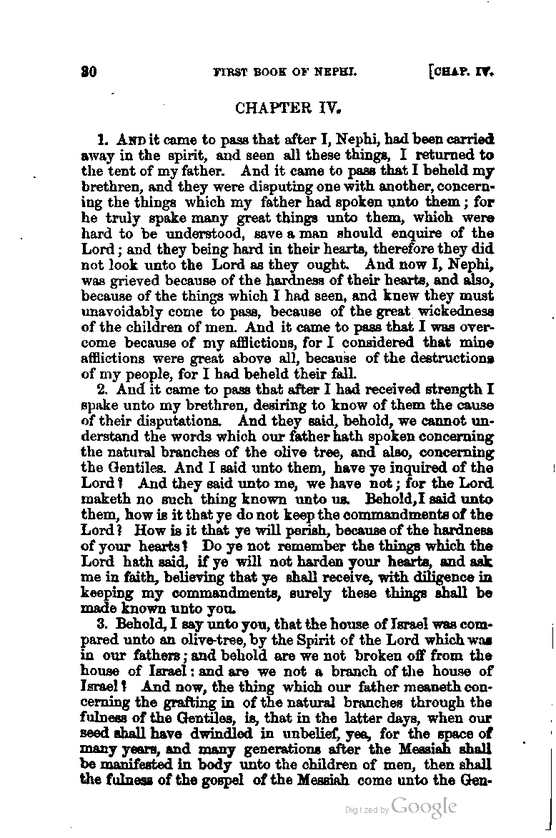 30 FIRST BOOK OF NEPHI. [CHAP. IV.
CHAPTER IV.
1. AND it came to pass that after I, Nephi, had been carried
away in the spirit, and seen all these things, I returned to
the tent of my father. And it came to pass that I beheld my
brethren, and they were disputing one with another, concern-
ing the things which my father had spoken unto them; for
he truly spake many great things unto them, which were
hard to be understood, save a man should enquire of the
Lord; and they being hard in their hearts, therefore they did
not look unto the Lord as they ought. And now I, Nephi,
was grieved because of the hardness of their hearts, and also,
because of the things which I had seen, and knew they must
unavoidably come to pass, because of the great wickedness
of the children of men. And it came to pass that I was over-
come because of my afflictions, for I considered that mine
afflictions were great above all, because of the destructions
of my people, for I had beheld their fall.
2. And it came to pass that after I had received strength I
spake unto my brethren, desiring to know of them the cause
of their disputations. And they said, behold, we cannot un-
derstand the words which our father hath spoken concerning
the natural branches of the olive tree, and also, concerning
the Gentiles. And I said unto them, have ye inquired of the
Lord? And they said unto me, we have not; for the Lord
maketh no such thing known unto us. Behold, I said unto
them, how is it that ye do not keep the commandments of the
Lord? How is it that ye will perish, because of the hardness
of your hearts? Do ye not remember the things which the
Lord hath said, if ye will not harden your hearts, and ask
me in faith, believing that ye shall receive, with diligence in
keeping my commandments, surely these things shall be
made known unto you.
3. Behold, I say unto you, that the house of Israel was com-
pared unto an olive-tree, by the Spirit of the Lord which was
in our fathers; and behold are we not broken off from the
house of Israel: and are we not a branch of the house of
Israel? And now, the thing which our father meaneth con-
cerning the grafting in of the natural branches through the
fulness of the Gentiles, is, that in the latter days, when our
seed shall have dwindled in unbelief, yea, for the space of
many years, and many generations after the Messiah shall
be manifested in body unto the children of men, then shall
the fulness of the gospel of the Messiah come unto the Gen-
Digitized by Google